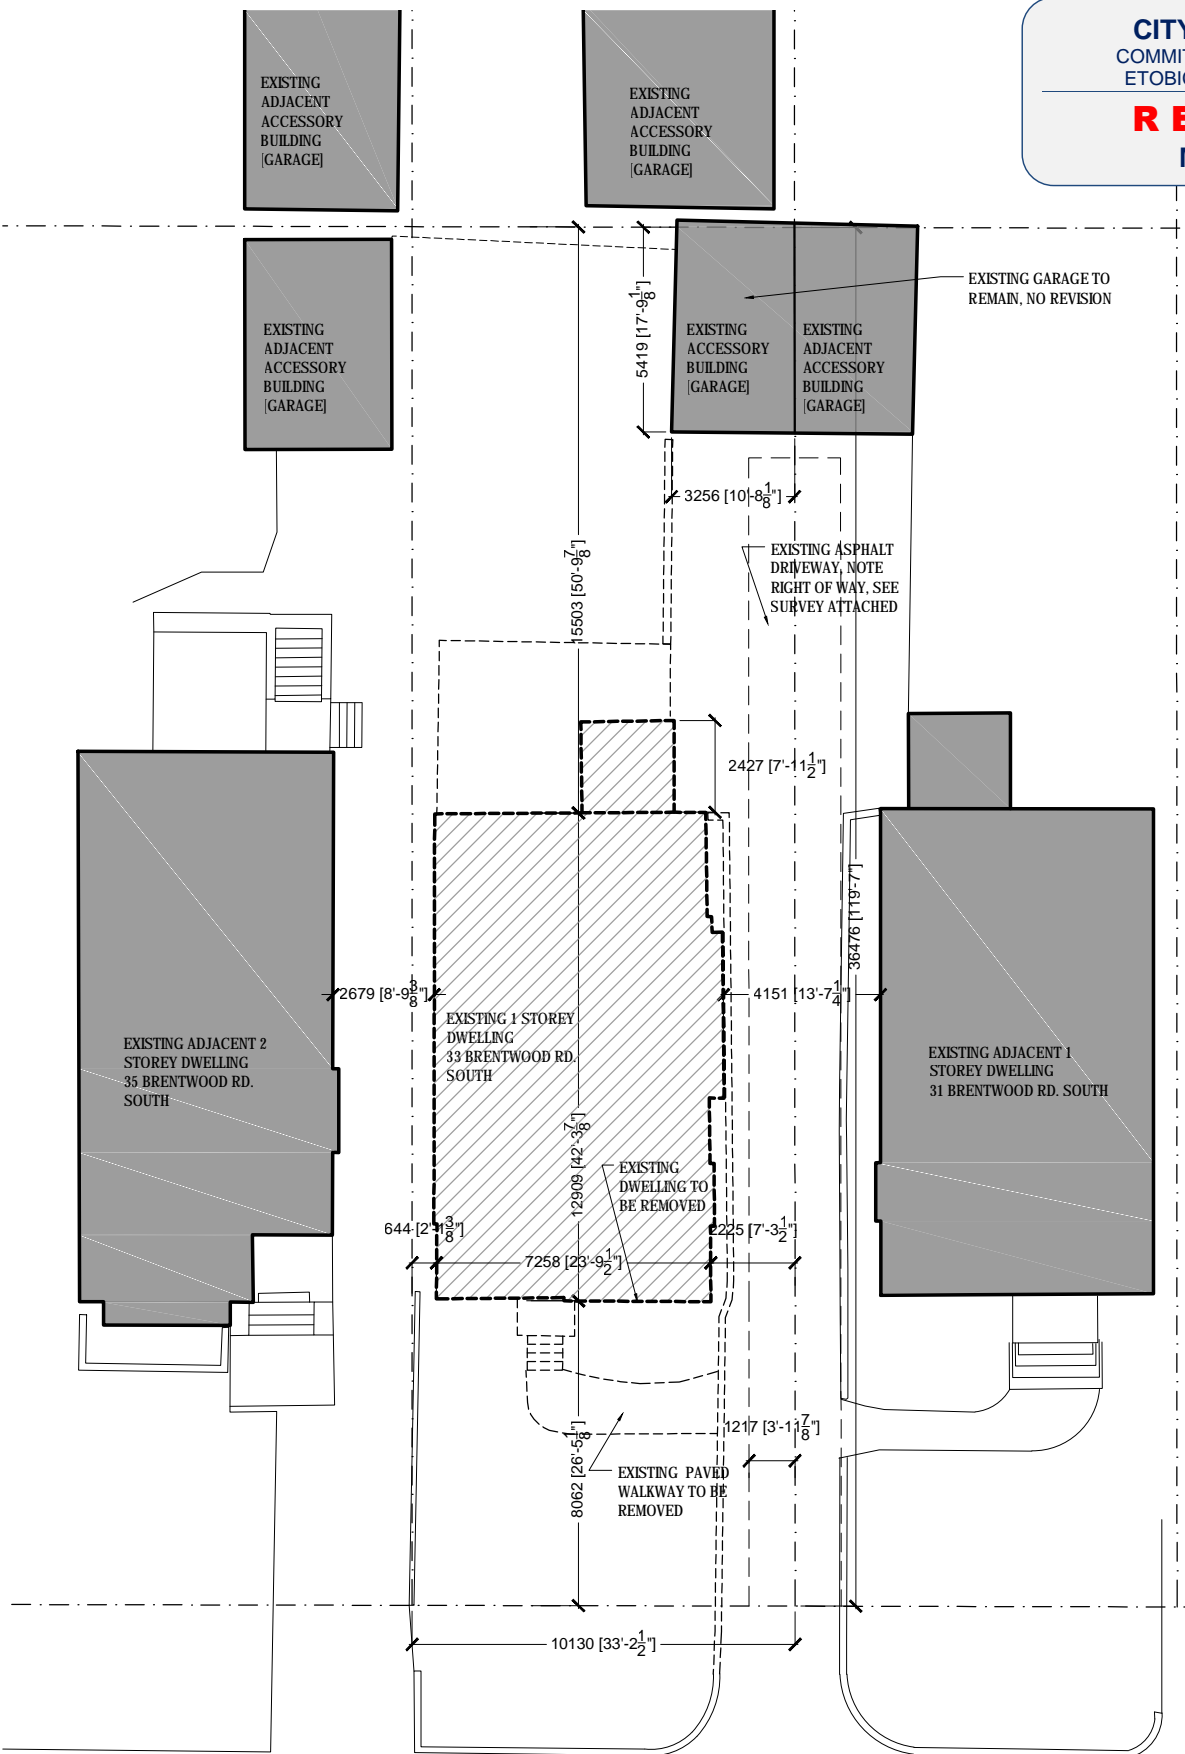 CITY
COMMIT
ETOBIC
R E
EXISTING
ADJACENT
ACCESSORY
BUILDING
[GARAGE]
EXISTING
ADJACENT
ACCESSORY
BUILDING
[GARAGE]
EXISTING GARAGE TO
REMAIN, NO REVISION
5419 [17'-9 1/8"]
EXISTING
ADJACENT
ACCESSORY
BUILDING
[GARAGE]
EXISTING
ACCESSORY
BUILDING
[GARAGE]
EXISTING
ADJACENT
ACCESSORY
BUILDING
[GARAGE]
3256 [10'-8 1/8"]
15503 [50'-9 7/8"]
EXISTING ASPHALT
DRIVEWAY, NOTE
RIGHT OF WAY, SEE
SURVEY ATTACHED
2427 [7'-11 1/2"]
36476 [119'-7"]
2679 [8'-9 3/8"]
4151 [13'-7 1/4"]
EXISTING 1 STOREY
DWELLING
33 BRENTWOOD RD.
SOUTH
EXISTING ADJACENT 2
STOREY DWELLING
35 BRENTWOOD RD.
SOUTH
EXISTING ADJACENT 1
STOREY DWELLING
31 BRENTWOOD RD. SOUTH
12909 [42'-3 7/8"]
EXISTING
DWELLING TO
BE REMOVED
644 [2'-1 3/8"]
2225 [7'-3 1/2"]
7258 [23'-9 1/2"]
1217 [3'-11 7/8"]
8062 [26'-5 1/8"]
EXISTING PAVED
WALKWAY TO BE
REMOVED
10130 [33'-2 1/2"]